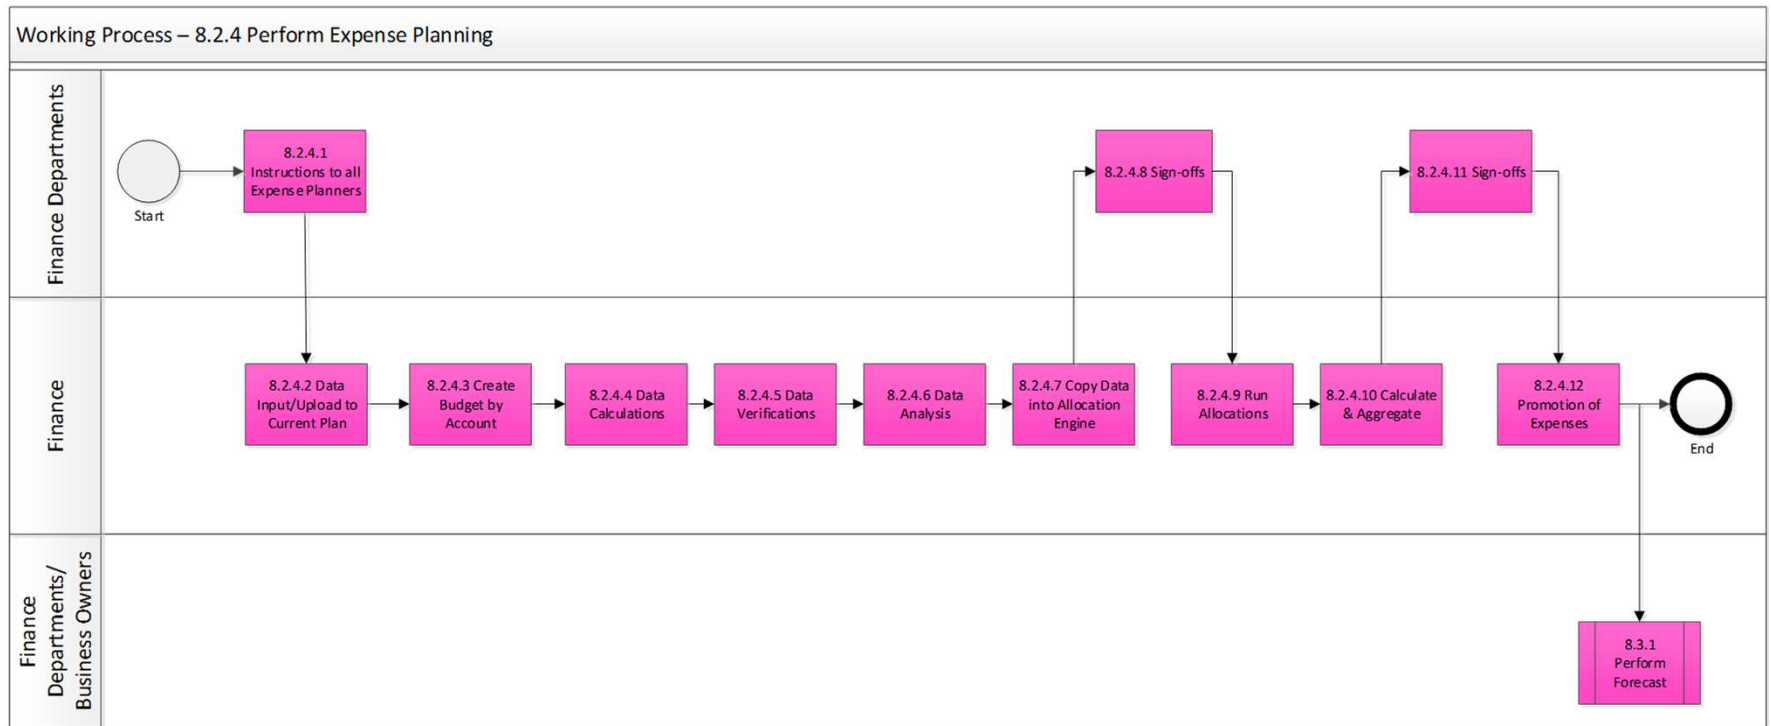 Working Process – 8.2.4 Perform Expense Planning
Finance Departments
Start
8.2.4.1
Instructions to all
Expense Planners
8.2.4.8 Sign-offs
8.2.4.11 Sign-offs
Finance
8.2.4.2 Data
Input/Upload to
Current Plan
8.2.4.3 Create
Budget by
Account
8.2.4.4 Data
Calculations
8.2.4.5 Data
Verifications
8.2.4.6 Data
Analysis
8.2.4.7 Copy Data
into Allocation
Engine
8.2.4.9 Run
Allocations
8.2.4.10 Calculate
& Aggregate
8.2.4.12
Promotion of
Expenses
End
Finance
Departments/
Business Owners
8.3.1
Perform
Forecast